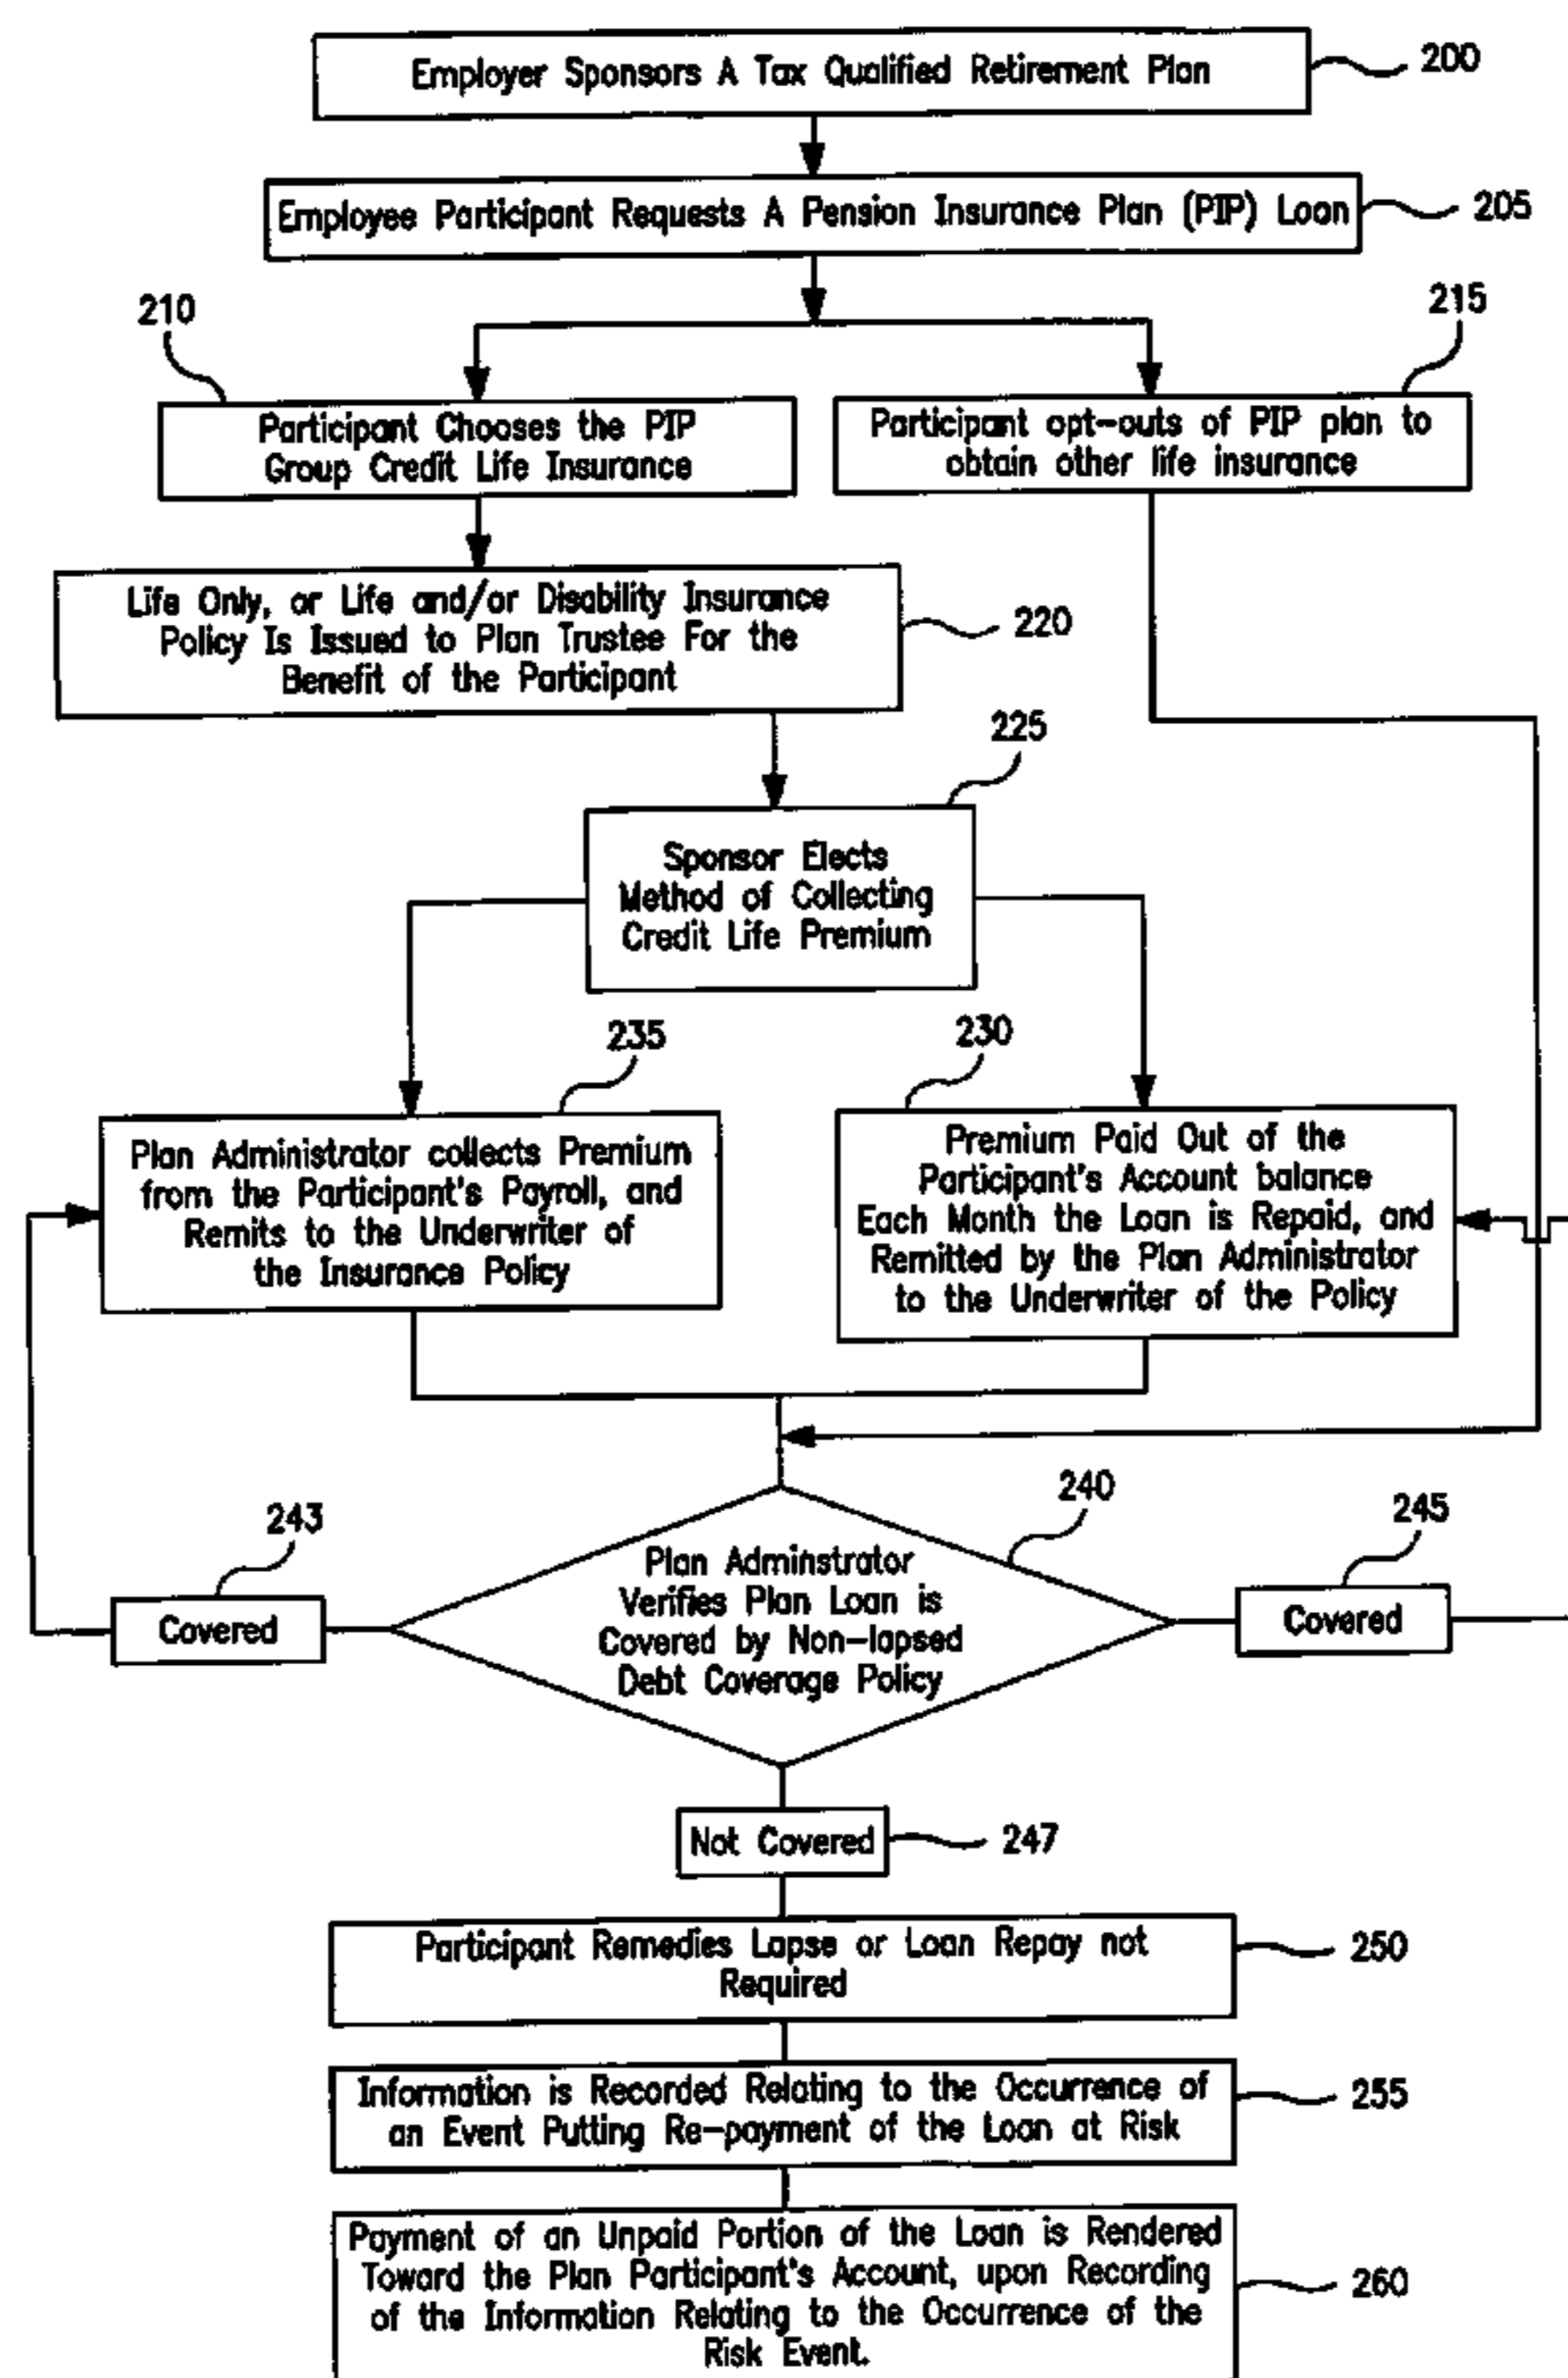 Employer Sponsors A Tax Qualified Retirement Plan
200
Employee Participant Requests A Pension Insurance Plan (PIP) Loan
205
210
215
Participant Chooses the PIP
Group Credit Life Insurance
Participant opt-outs of PIP plan to
obtain other life insurance
Life Only, or Life and/or Disability Insurance
Policy Is Issued to Plan Trustee For the
Benefit of the Participant
220
225
Sponsor Elects
Method of Collecting
Credit Life Premium
235
230
Plan Administrator collects Premium
from the Participant's Payroll, and
Remits to the Underwriter of
the Insurance Policy
Premium Paid Out of the
Participant's Account balance
Each Month the Loan is Repaid, and
Remitted by the Plan Administrator
to the Underwriter of the Policy
240
243
245
Plan Adminstrator
Verifies Plan Loan is
Covered by Non-lapsed
Debt Coverage Policy
Covered
Covered
Not Covered
247
Participant Remedies Lapse or Loan Repay not
Required
250
Information is Recorded Relating to the Occurrence of
an Event Putting Re-payment of the Loan at Risk
255
Payment of an Unpaid Portion of the Loan is Rendered
Toward the Plan Participant's Account, upon Recording
of the Information Relating to the Occurrence of the
Risk Event.
260